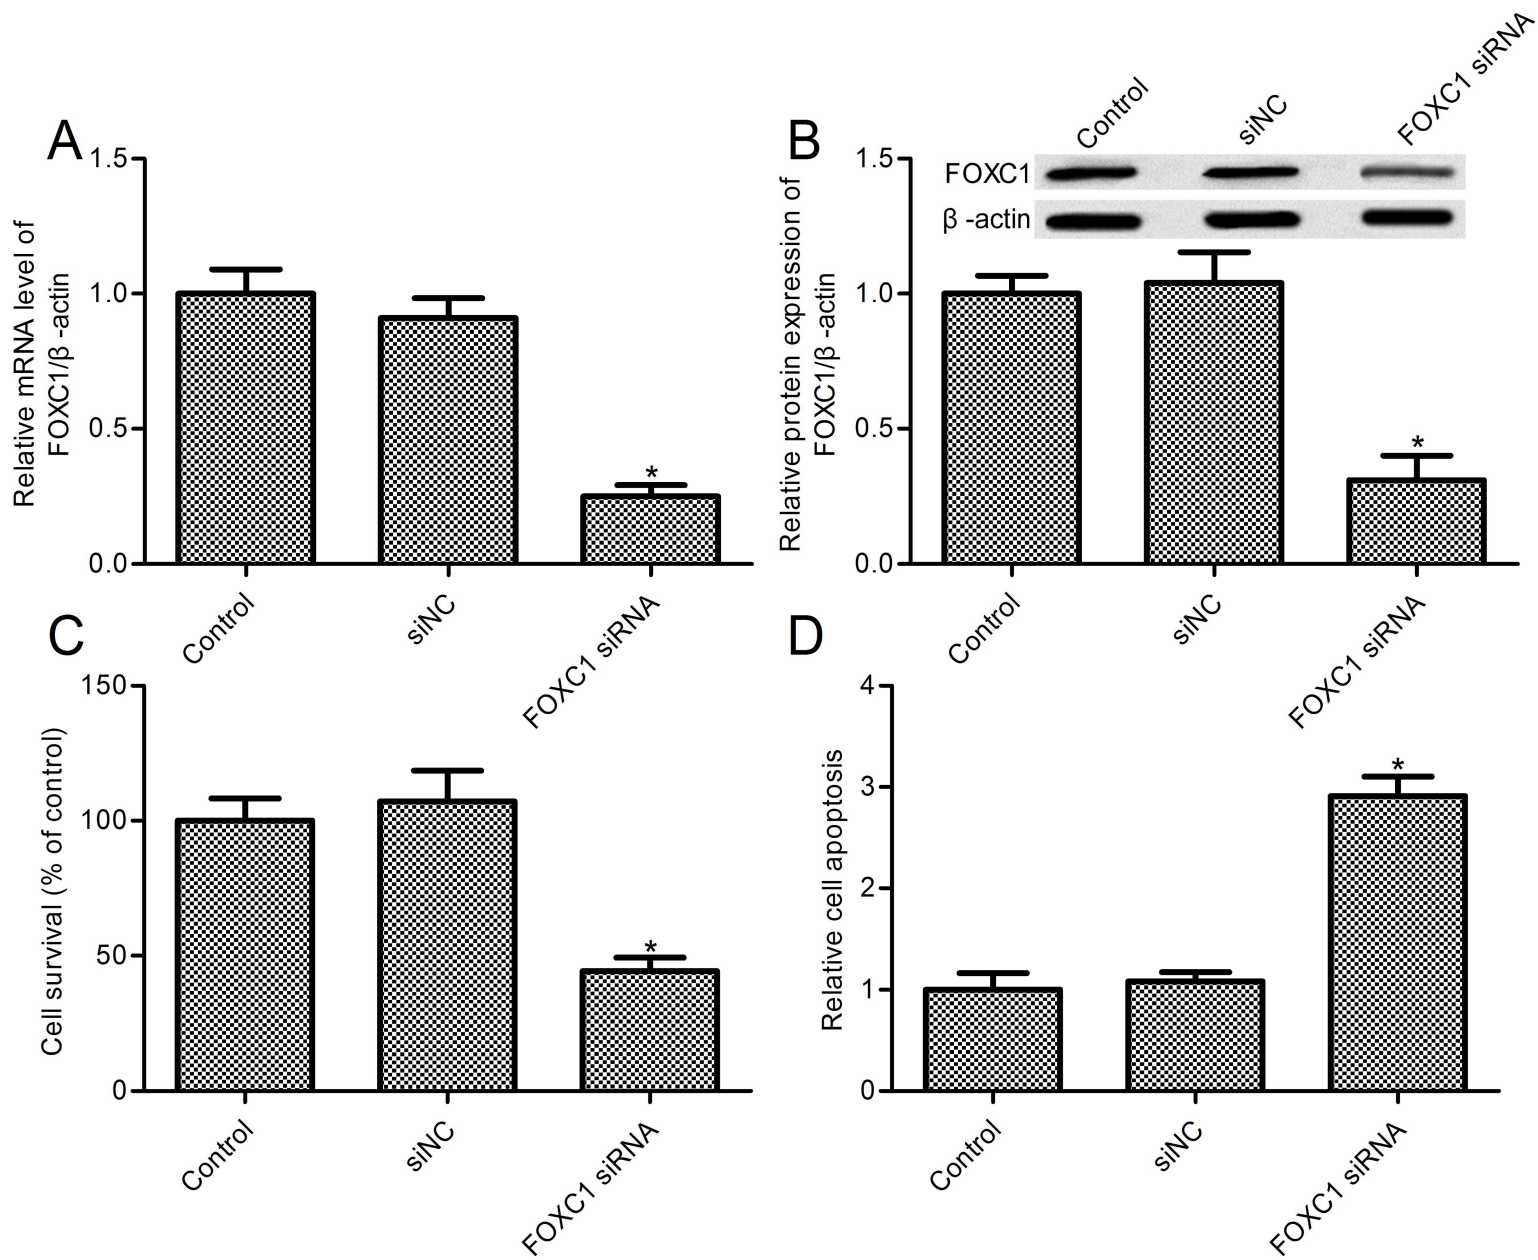 A
Relative mRNA level of
FOXC1/β -actin
1.5
1.0
0.5
0.0
*
Control
siNC
FOXC1 siRNA
B
Relative protein expression of
FOXC1/β -actin
1.5
1.0
0.5
0.0
Control
siNC
FOXC1 siRNA
FOXC1
β -actin
*
Control
siNC
FOXC1 siRNA
C
Cell survival (% of control)
150
100
50
0
*
Control
siNC
FOXC1 siRNA
D
Relative cell apoptosis
4
3
2
1
0
*
Control
siNC
FOXC1 siRNA